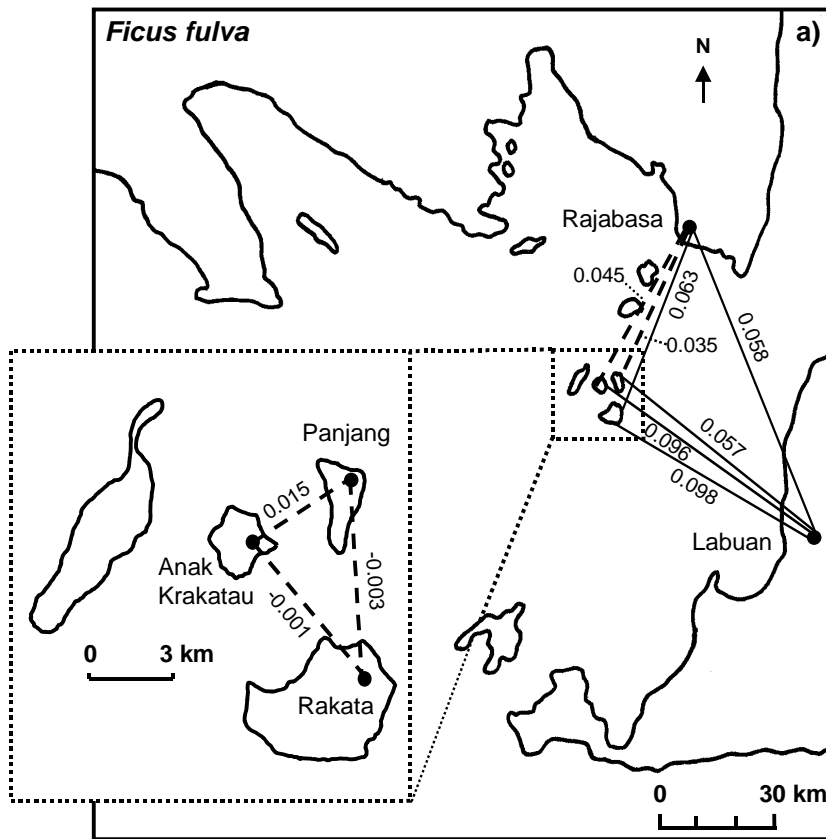 Ficus fulva
a)
N
Rajabasa
0.045
0.063
0.035
0.058
0.057
0.096
0.098
Labuan
Panjang
0.015
Anak
Krakatau
-0.003
-0.001
Rakata
0 3 km
0 30 km